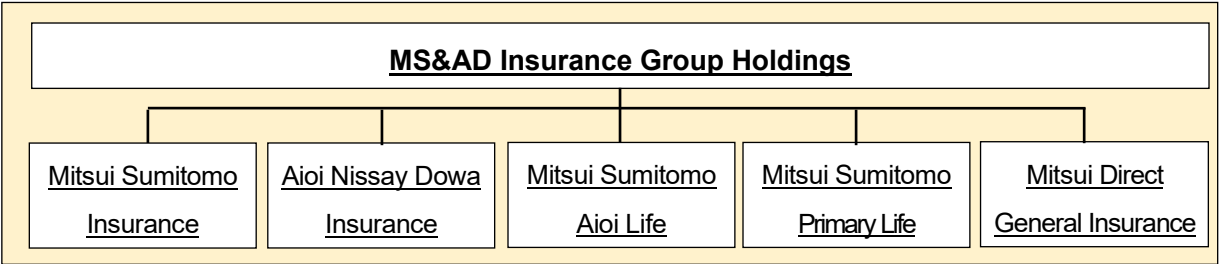 MS&AD Insurance Group Holdings
Mitsui Sumitomo
Insurance
Aioi Nissay Dowa
Insurance
Mitsui Sumitomo
Aioi Life
Mitsui Sumitomo
Primary Life
Mitsui Direct
General Insurance